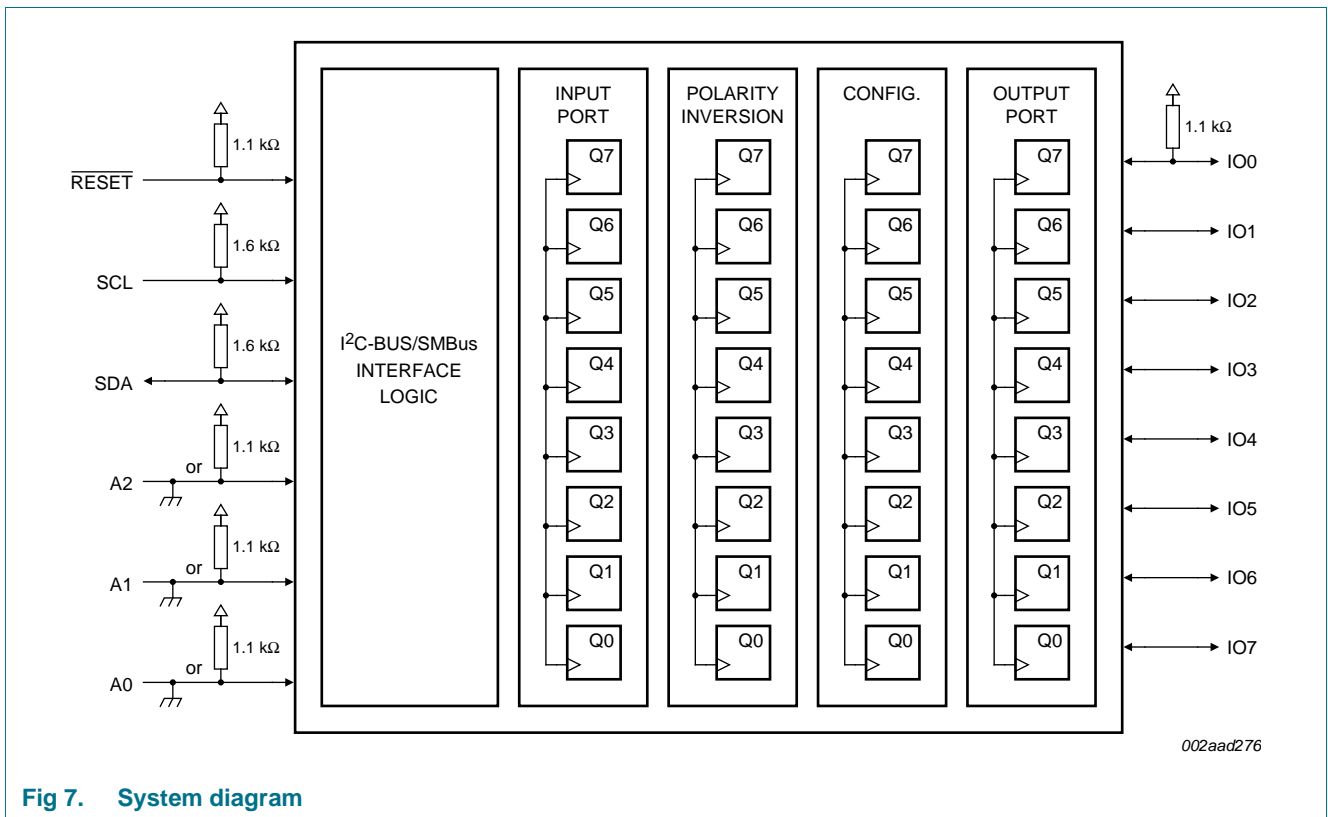 INPUT
PORT
POLARITY
INVERSION
CONFIG.
OUTPUT
PORT
1.1 kΩ
RESET
1.6 kΩ
SCL
1.6 kΩ
SDA
1.1 kΩ
or
A2
1.1 kΩ
or
A1
1.1 kΩ
or
A0
I²C-BUS/SMBus
INTERFACE
LOGIC
Q7
Q6
Q5
Q4
Q3
Q2
Q1
Q0
Q7
Q6
Q5
Q4
Q3
Q2
Q1
Q0
Q7
Q6
Q5
Q4
Q3
Q2
Q1
Q0
Q7
Q6
Q5
Q4
Q3
Q2
Q1
Q0
1.1 kΩ
IO0
IO1
IO2
IO3
IO4
IO5
IO6
IO7
002aad276
Fig 7. System diagram